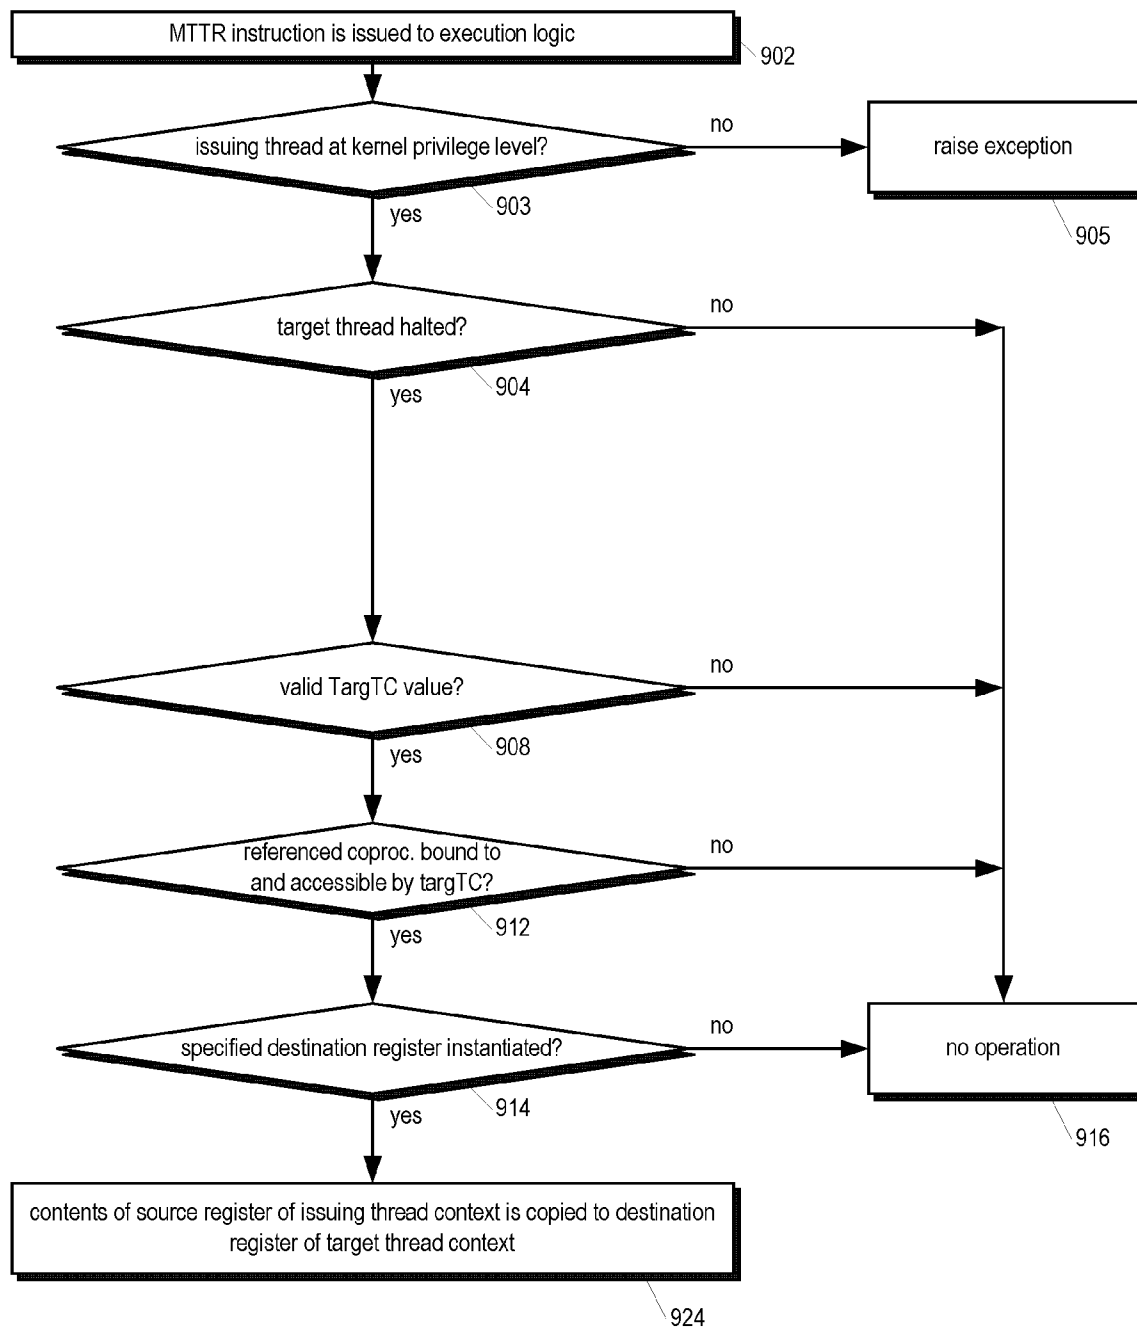 MTTR instruction is issued to execution logic
902
issuing thread at kernel privilege level?
no
raise exception
903
yes
905
target thread halted?
no
904
yes
valid TargTC value?
no
908
yes
referenced coproc. bound to
and accessible by targTC?
no
912
yes
specified destination register instantiated?
no
no operation
914
yes
916
contents of source register of issuing thread context is copied to destination
register of target thread context
924